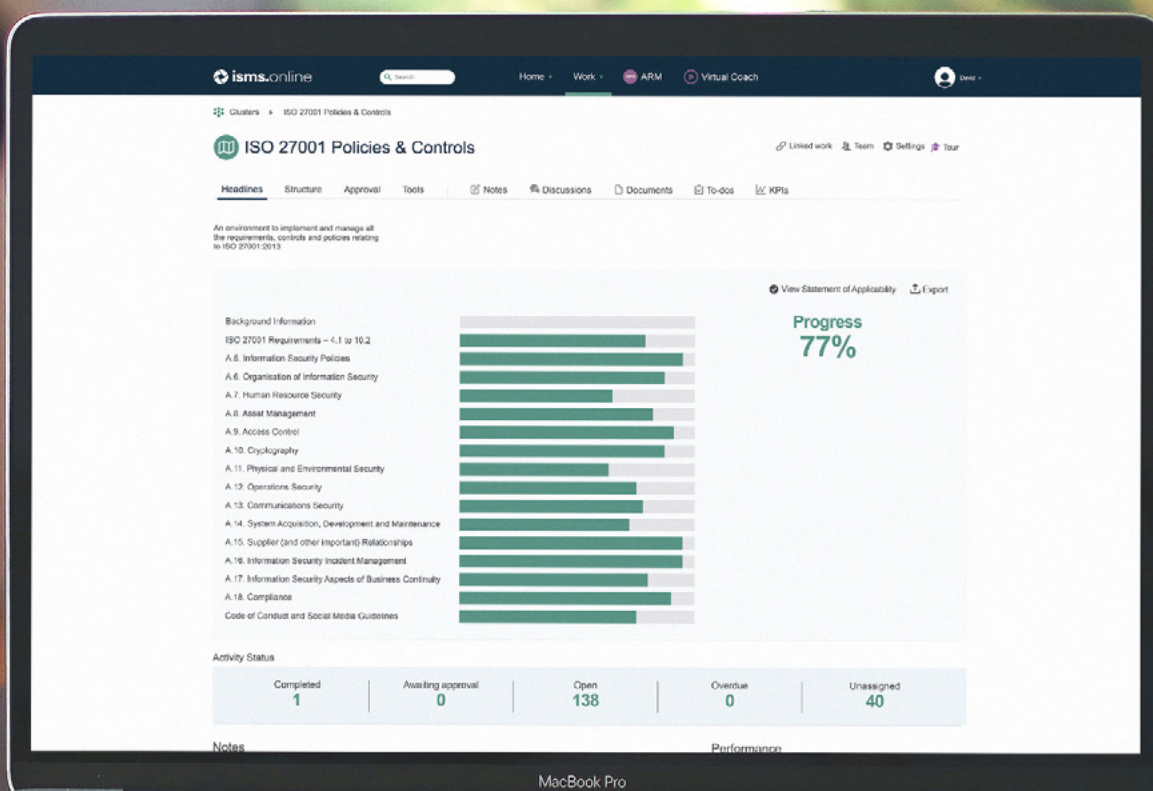 isms.online
Search
Home
Work
ARM
Virtual Coach
David
Clusters
ISO 27001 Policies & Controls
ISO 27001 Policies & Controls
Linked work
Team
Settings
Tour
Headlines
Structure
Approval
Tools
Notes
Discussions
Documents
To-dos
KPIs
An environment to implement and manage all
the requirements, controls and policies relating
to ISO 27001:2013
View Statement of Applicability
Export
Progress
77%
Background Information
ISO 27001 Requirements – 4.1 to 10.2
A.5. Information Security Policies
A.6. Organisation of Information Security
A.7. Human Resource Security
A.8. Asset Management
A.9. Access Control
A.10. Cryptography
A.11. Physical and Environmental Security
A.12. Operations Security
A.13. Communications Security
A.14. System Acquisition, Development and Maintenance
A.15. Supplier (and other important) Relationships
A.16. Information Security Incident Management
A.17. Information Security Aspects of Business Continuity
A.18. Compliance
Code of Conduct and Social Media Guidelines
Activity Status
Completed
1
Awaiting approval
0
Open
138
Overdue
0
Unassigned
40
Notes
Performance
MacBook Pro